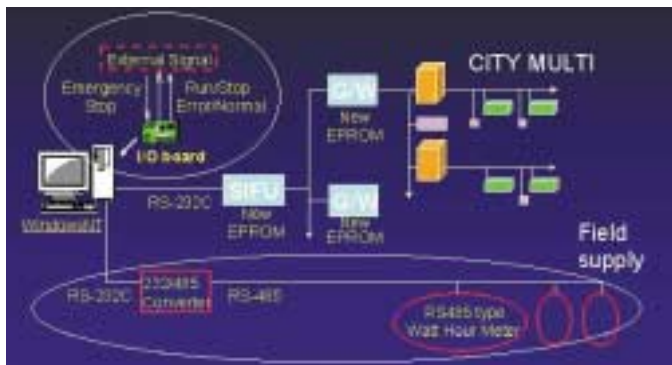 External Signal
CITY MULTI
Emergency
Stop
Run/Stop
Error/Normal
I/O board
G/W
New
EPROM
RS-232C
SIFU
New
EPROM
G/W
New
EPROM
WindowsNT
Field
supply
RS-232C
232/485
Converter
RS-485
RS485 type
Watt Hour Meter